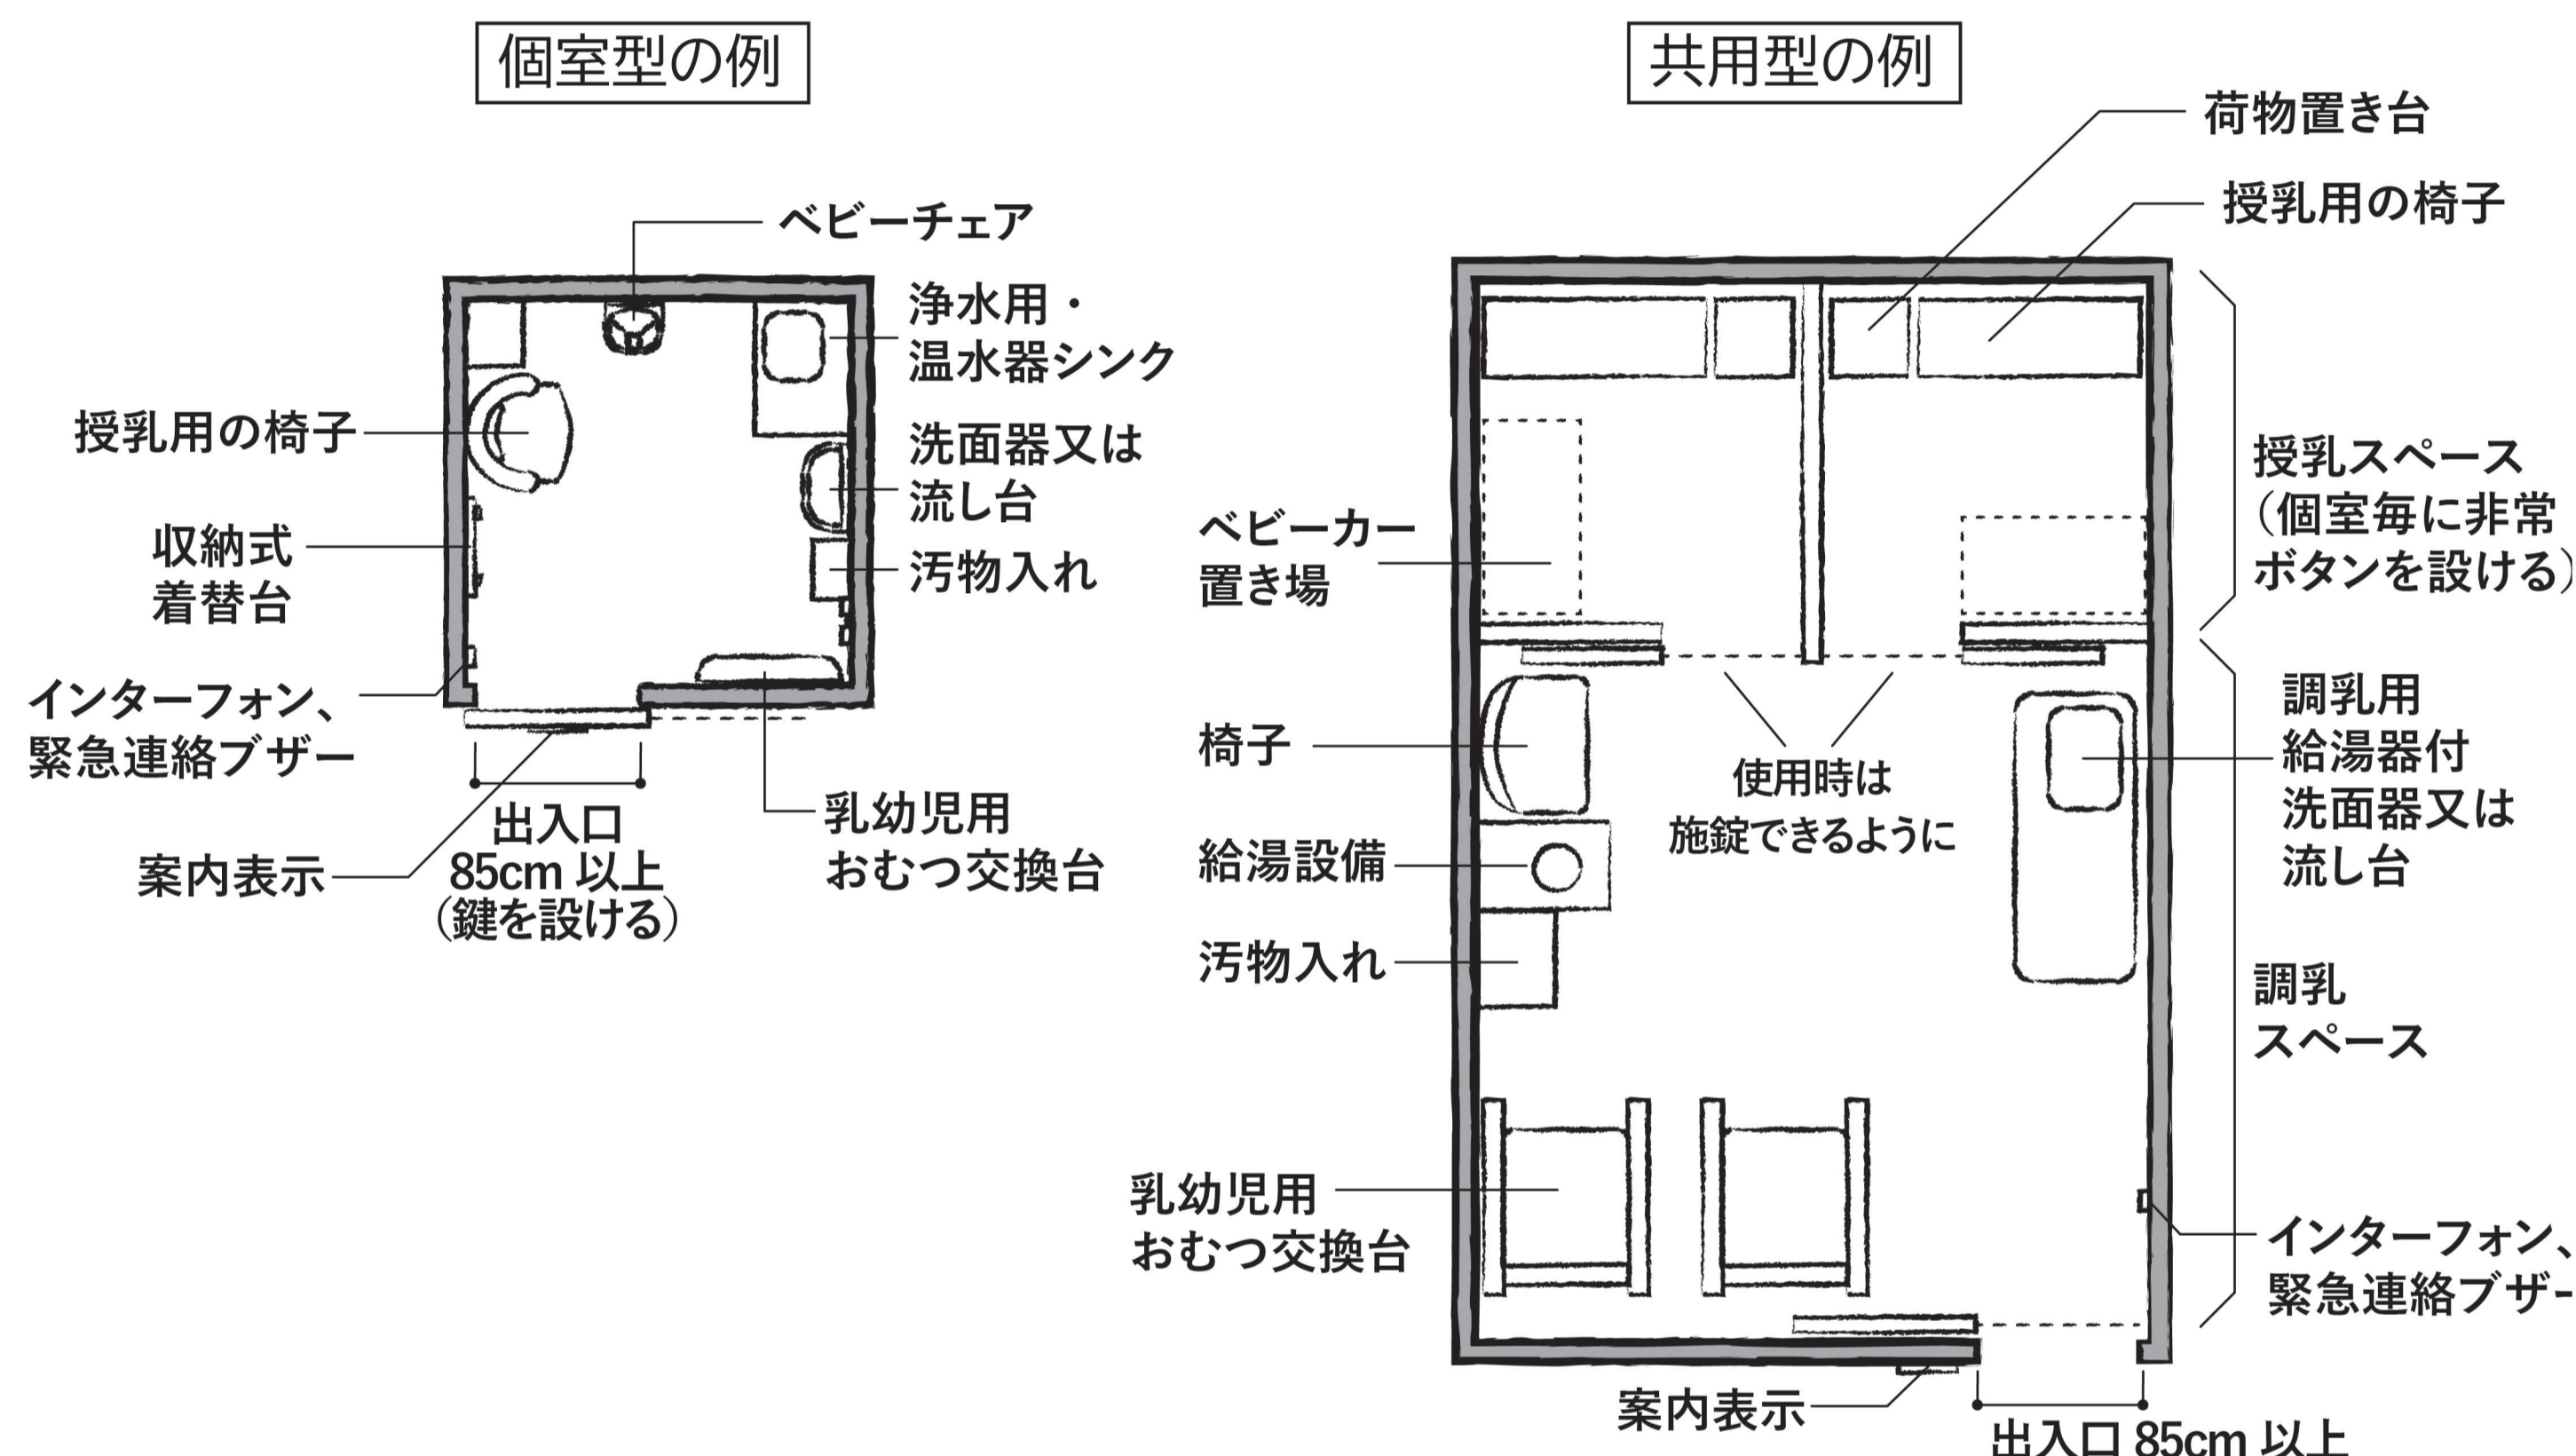 個室型の例
ベビーチェア
浄水用・
温水器シンク
授乳用の椅子
洗面器又は
流し台
収納式
着替台
汚物入れ
インターフォン、
緊急連絡ブザー
出入口
85cm 以上
（鍵を設ける）
案内表示
乳幼児用
おむつ交換台
共用型の例
荷物置き台
授乳用の椅子
授乳スペース
（個室毎に非常
ボタンを設ける）
ベビーカー
置き場
椅子
使用時は
施錠できるように
調乳用
給湯器付
洗面器又は
流し台
給湯設備
汚物入れ
調乳
スペース
乳幼児用
おむつ交換台
インターフォン、
緊急連絡ブザー
案内表示
出入口 85cm 以上